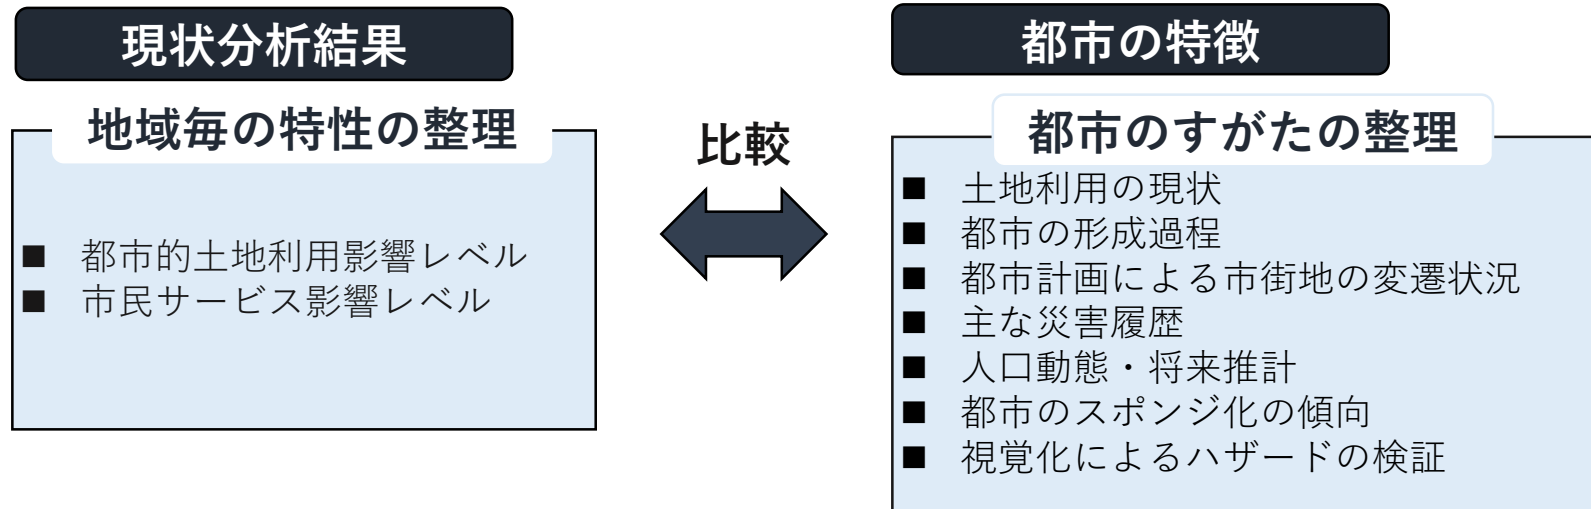 現状分析結果
地域毎の特性の整理
■ 都市的土地利用影響レベル
■ 市民サービス影響レベル
比較
都市の特徴
都市のすがたの整理
■ 土地利用の現状
■ 都市の形成過程
■ 都市計画による市街地の変遷状況
■ 主な災害履歴
■ 人口動態・将来推計
■ 都市のスポンジ化の傾向
■ 視覚化によるハザードの検証